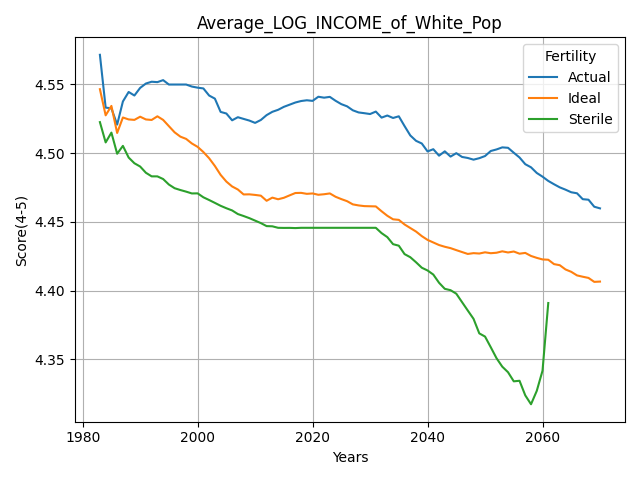 Average_LOG_INCOME_of_White_Pop
Fertility
Actual
Ideal
Sterile
Score(4-5)
4.55
4.50
4.45
4.40
4.35
1980
2000
2020
2040
2060
Years